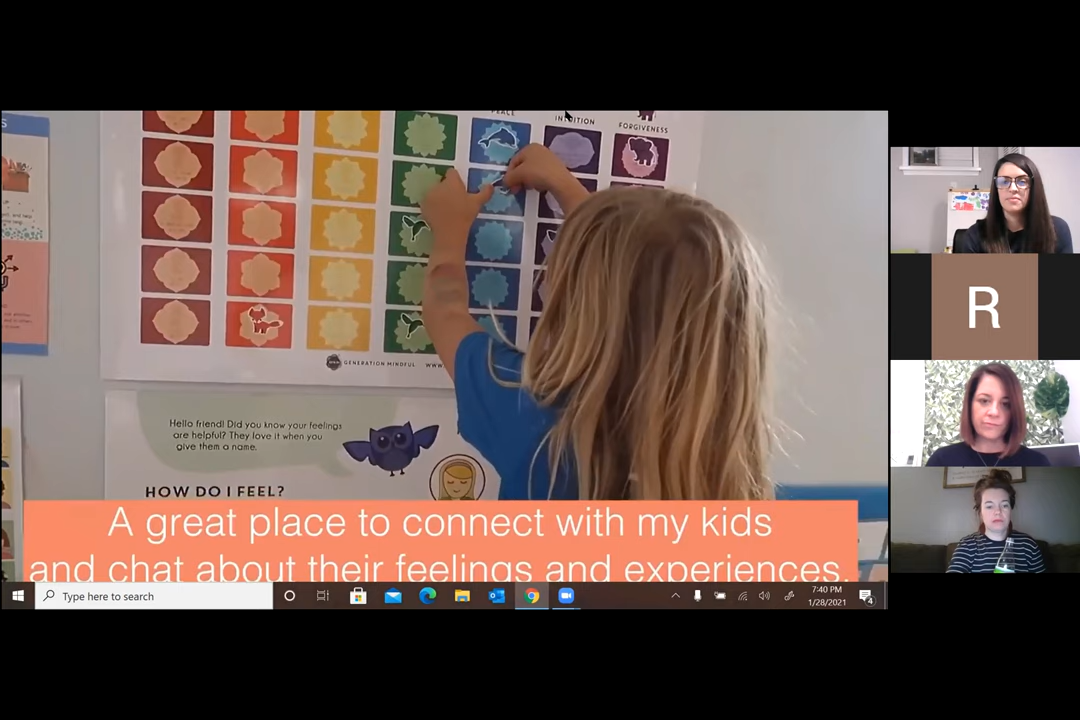 PEACE
INTUITION
FORGIVENESS
GENERATION MINDFUL
Hello friend! Did you know your feelings
are helpful? They love it when you
give them a name.
HOW DO I FEEL?
A great place to connect with my kids
and chat about their feelings and experiences.
R
Type here to search
7:40 PM
1/28/2021
4